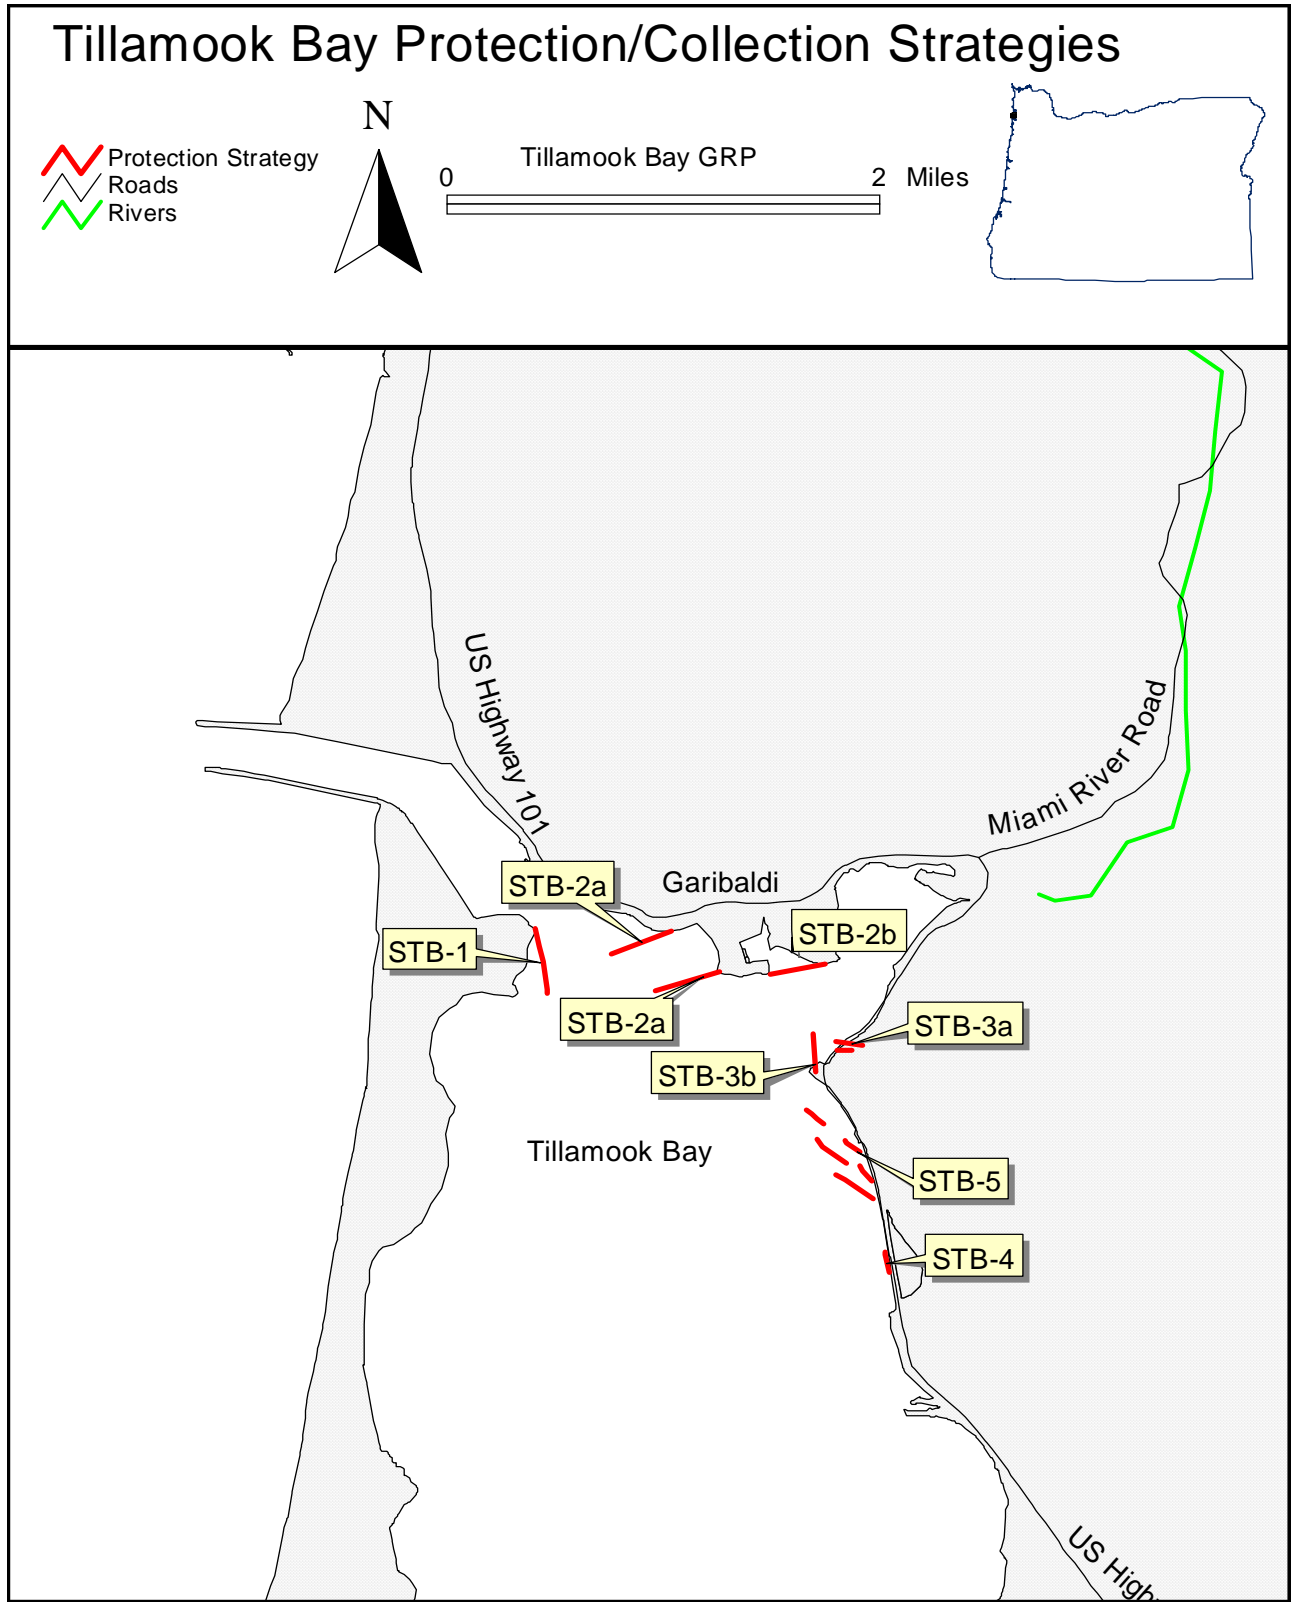 Tillamook Bay Protection/Collection Strategies
N
Protection Strategy
Roads
Rivers
Tillamook Bay GRP
0 2 Miles
US Highway 101
Miami River Road
STB-2a
Garibaldi
STB-2b
STB-1
STB-2a
STB-3a
STB-3b
Tillamook Bay
STB-5
STB-4
US High